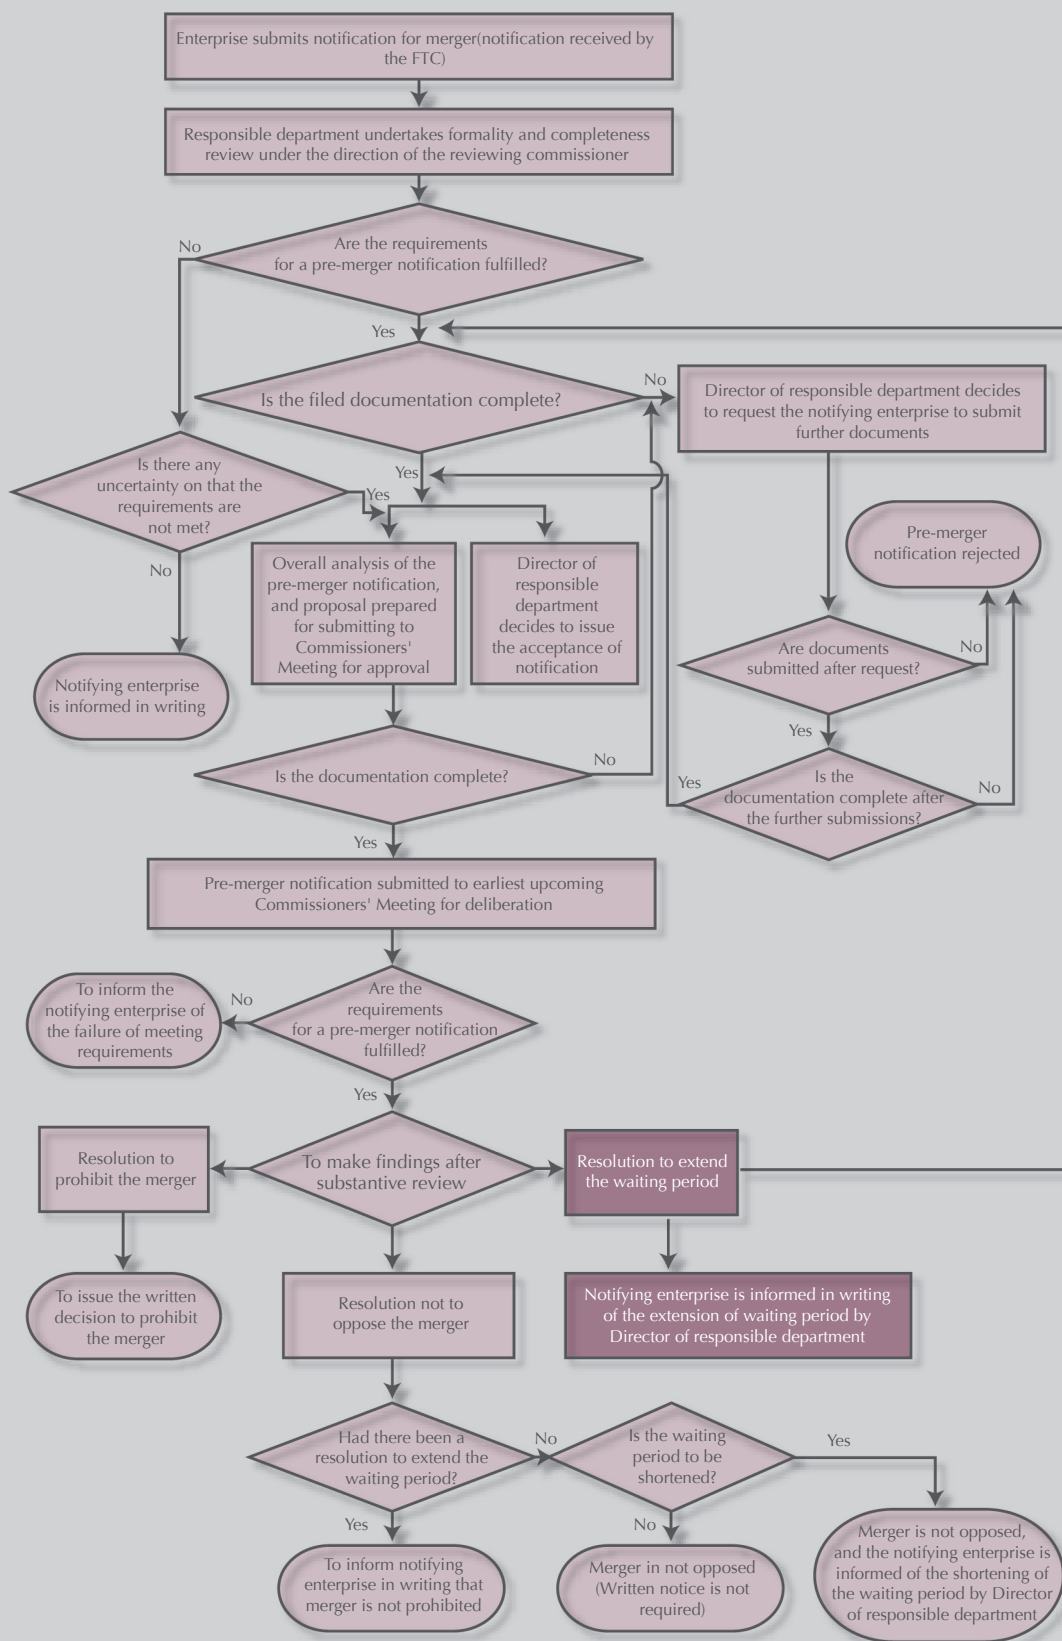 Enterprise submits notification for merger(notification received by
the FTC)
Responsible department undertakes formality and completeness
review under the direction of the reviewing commissioner
Are the requirements
for a pre-merger notification fulfilled?
No
Yes
Is the filed documentation complete?
No
Director of responsible department decides
to request the notifying enterprise to submit
further documents
Is there any
uncertainty on that the
requirements are
not met?
Yes
Yes
No
Overall analysis of the
pre-merger notification,
and proposal prepared
for submitting to
Commissioners'
Meeting for approval
Director of
responsible
department
decides to issue
the acceptance of
notification
Pre-merger
notification rejected
Are documents
submitted after request?
No
Notifying enterprise
is informed in writing
Yes
Is the documentation complete?
No
Yes
Is the
documentation complete after
the further submissions?
No
Yes
Pre-merger notification submitted to earliest upcoming
Commissioners' Meeting for deliberation
Are the
requirements
for a pre-merger notification
fulfilled?
No
To inform the
notifying enterprise of
the failure of meeting
requirements
Yes
Resolution to
prohibit the merger
To make findings after
substantive review
Resolution to extend
the waiting period
To issue the written
decision to prohibit
the merger
Resolution not to
oppose the merger
Notifying enterprise is informed in writing
of the extension of waiting period by
Director of responsible department
Had there been a
resolution to extend the
waiting period?
No
Is the waiting
period to be
shortened?
Yes
Yes
No
To inform notifying
enterprise in writing that
merger is not prohibited
Merger in not opposed
(Written notice is not
required)
Merger is not opposed,
and the notifying enterprise is
informed of the shortening of
the waiting period by Director
of responsible department